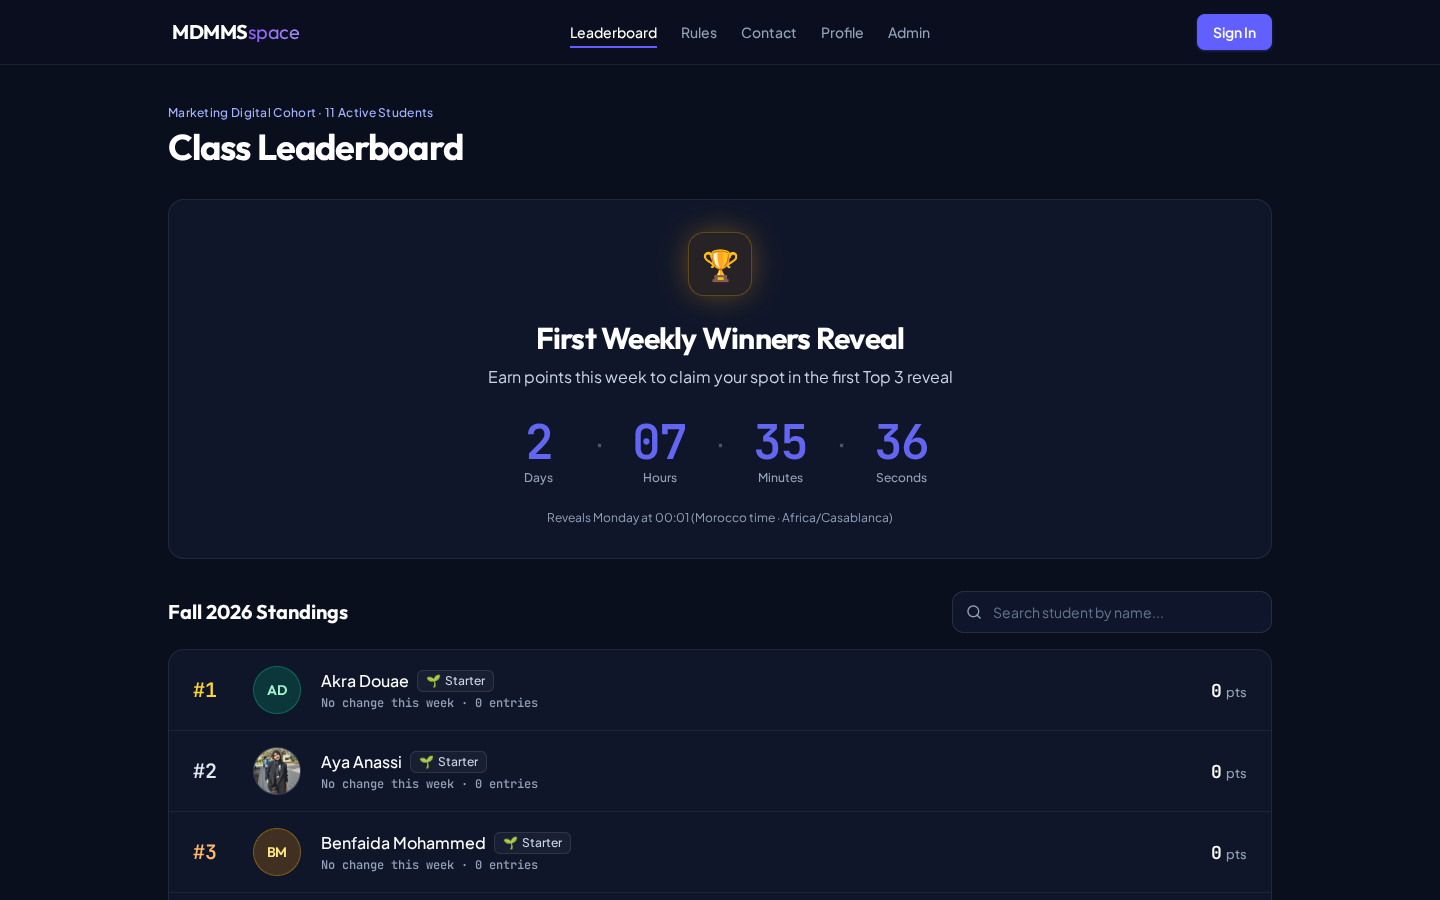 MDMMSspace
Leaderboard Rules Contact Profile Admin
Sign In
Marketing Digital Cohort · 11 Active Students
Class Leaderboard
First Weekly Winners Reveal
Earn points this week to claim your spot in the first Top 3 reveal
2 · 07 · 35 · 36
Days Hours Minutes Seconds
Reveals Monday at 00:01 (Morocco time · Africa/Casablanca)
Fall 2026 Standings
Search student by name...
#1 AD Akra Douae Starter 0 pts
No change this week · 0 entries
#2 Aya Anassi Starter 0 pts
No change this week · 0 entries
#3 BM Benfaida Mohammed Starter 0 pts
No change this week · 0 entries